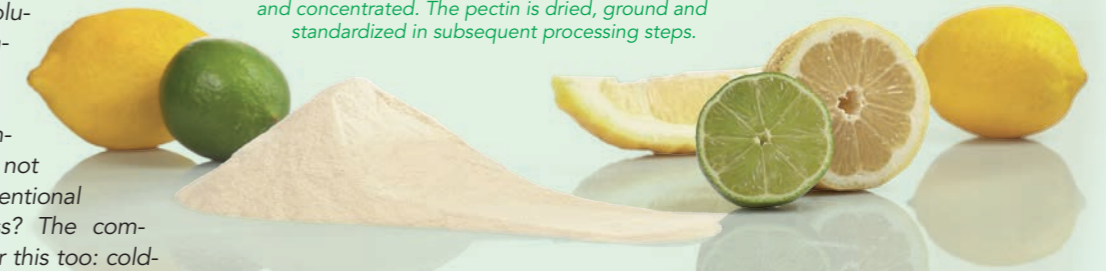 olu-
and concentrated. The pectin is dried, ground and
standardized in subsequent processing steps.
not
entional
s? The com-
r this too: cold-